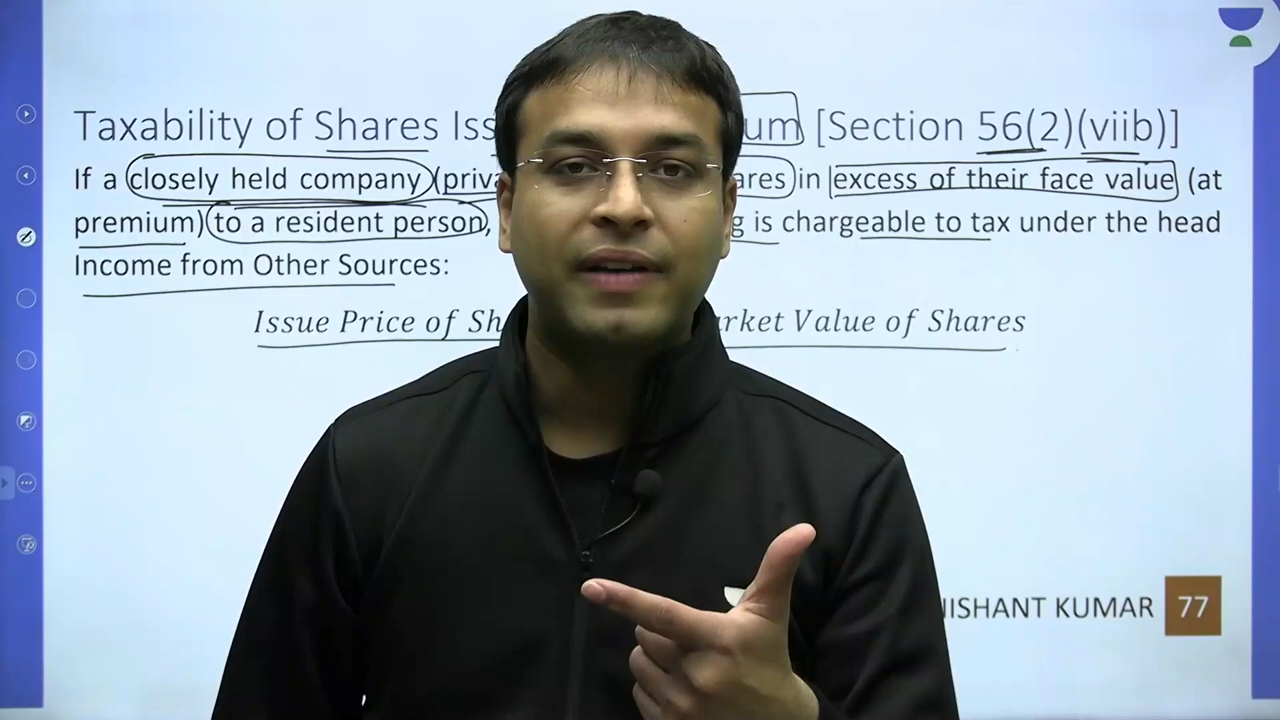 Taxability of Shares Iss um [Section 56(2)(viib)]
If a closely held company (priva ares) in excess of their face value (at
premium) to a resident person, g is chargeable to tax under the head
Income from Other Sources:
Issue Price of Sh rket Value of Shares
NISHANT KUMAR 77